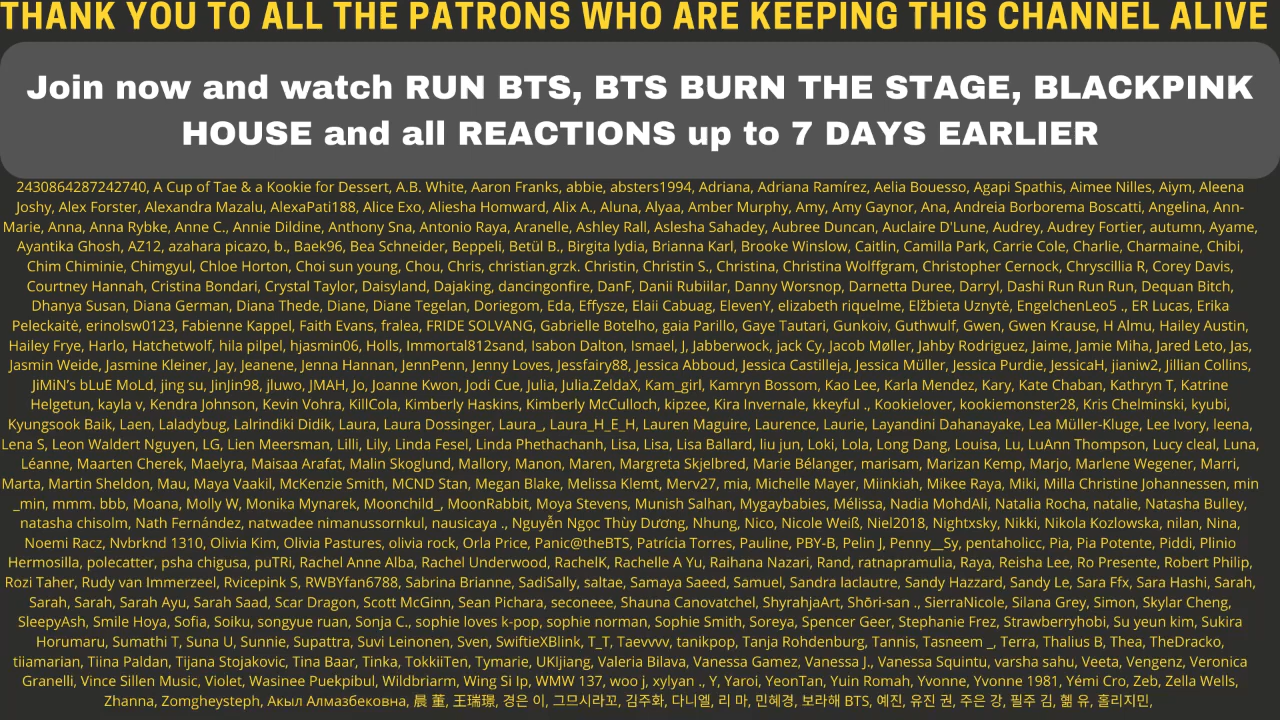 THANK YOU TO ALL THE PATRONS WHO ARE KEEPING THIS CHANNEL ALIVE
Join now and watch RUN BTS, BTS BURN THE STAGE, BLACKPINK
HOUSE and all REACTIONS up to 7 DAYS EARLIER
2430864287242740, A Cup of Tae & a Kookie for Dessert, A.B. White, Aaron Franks, abbie, absters1994, Adriana, Adriana Ramírez, Aelia Bouesso, Agapi Spathis, Aimee Nilles, Aiym, Aleena
Joshy, Alex Forster, Alexandra Mazalu, AlexaPati188, Alice Exo, Aliesha Homward, Alix A., Aluna, Alyaa, Amber Murphy, Amy, Amy Gaynor, Ana, Andreia Borborema Boscatti, Angelina, Ann-
Marie, Anna, Anna Rybke, Anne C., Annie Dildine, Anthony Sna, Antonio Raya, Aranelle, Ashley Rall, Aslesha Sahadey, Aubree Duncan, Auclaire D'Lune, Audrey, Audrey Fortier, autumn, Ayame,
Ayantika Ghosh, AZ12, azahara picazo, b., Baek96, Bea Schneider, Beppeli, Betül B., Birgita lydia, Brianna Karl, Brooke Winslow, Caitlin, Camilla Park, Carrie Cole, Charlie, Charmaine, Chibi,
Chim Chiminie, Chimgyul, Chloe Horton, Choi sun young, Chou, Chris, christian.grzk. Christin, Christin S., Christina, Christina Wolffgram, Christopher Cernock, Chryscillia R, Corey Davis,
Courtney Hannah, Cristina Bondari, Crystal Taylor, Daisyland, Dajaking, dancingonfire, DanF, Danii Rubiilar, Danny Worsnop, Darnetta Duree, Darryl, Dashi Run Run Run, Dequan Bitch,
Dhanya Susan, Diana German, Diana Thede, Diane, Diane Tegelan, Doriegom, Eda, Effysze, Elaii Cabuag, ElevenY, elizabeth riquelme, Elžbieta Uznytė, EngelchenLeo5 ., ER Lucas, Erika
Peleckaitė, erinolsw0123, Fabienne Kappel, Faith Evans, fralea, FRIDE SOLVANG, Gabrielle Botelho, gaia Parillo, Gaye Tautari, Gunkoiv, Guthwulf, Gwen, Gwen Krause, H Almu, Hailey Austin,
Hailey Frye, Harlo, Hatchetwolf, hila pilpel, hjasmin06, Holls, Immortal812sand, Isabon Dalton, Ismael, J, Jabberwock, jack Cy, Jacob Møller, Jahby Rodriguez, Jaime, Jamie Miha, Jared Leto, Jas,
Jasmin Weide, Jasmine Kleiner, Jay, Jeanene, Jenna Hannan, JennPenn, Jenny Loves, Jessfairy88, Jessica Abboud, Jessica Castilleja, Jessica Müller, Jessica Purdie, JessicaH, jianiw2, Jillian Collins,
JiMiN's bLuE MoLd, jing su, JinJin98, jluwo, JMAH, Jo, Joanne Kwon, Jodi Cue, Julia, Julia.ZeldaX, Kam_girl, Kamryn Bossom, Kao Lee, Karla Mendez, Kary, Kate Chaban, Kathryn T, Katrine
Helgetun, kayla v, Kendra Johnson, Kevin Vohra, KillCola, Kimberly Haskins, Kimberly McCulloch, kipzee, Kira Invernale, kkeyful ., Kookielover, kookiemonster28, Kris Chelminski, kyubi,
Kyungsook Baik, Laen, Laladybug, Lalrindiki Didik, Laura, Laura Dossinger, Laura_, Laura_H_E_H, Lauren Maguire, Laurence, Laurie, Layandini Dahanayake, Lea Müller-Kluge, Lee Ivory, leena,
Lena S, Leon Waldert Nguyen, LG, Lien Meersman, Lilli, Lily, Linda Fesel, Linda Phethachanh, Lisa, Lisa, Lisa Ballard, liu jun, Loki, Lola, Long Dang, Louisa, Lu, LuAnn Thompson, Lucy cleal, Luna,
Léanne, Maarten Cherek, Maelyra, Maisaa Arafat, Malin Skoglund, Mallory, Manon, Maren, Margreta Skjelbred, Marie Bélanger, marisam, Marizan Kemp, Marjo, Marlene Wegener, Marri,
Marta, Martin Sheldon, Mau, Maya Vaakil, McKenzie Smith, MCND Stan, Megan Blake, Melissa Klemt, Merv27, mia, Michelle Mayer, Miinkiah, Mikee Raya, Miki, Milla Christine Johannessen, min
_min, mmm. bbb, Moana, Molly W, Monika Mynarek, Moonchild_, MoonRabbit, Moya Stevens, Munish Salhan, Mygaybabies, Mélissa, Nadia MohdAli, Natalia Rocha, natalie, Natasha Bulley,
natasha chisolm, Nath Fernández, natwadee nimanussornkul, nausicaya ., Nguyễn Ngọc Thùy Dương, Nhung, Nico, Nicole Weiß, Niel2018, Nightxsky, Nikki, Nikola Kozlowska, nilan, Nina,
Noemi Racz, Nvbrknd 1310, Olivia Kim, Olivia Pastures, olivia rock, Orla Price, Panic@theBTS, Patrícia Torres, Pauline, PBY-B, Pelin J, Penny__Sy, pentaholicc, Pia, Pia Potente, Piddi, Plinio
Hermosilla, polecatter, psha chigusa, puTRi, Rachel Anne Alba, Rachel Underwood, RachelK, Rachelle A Yu, Raihana Nazari, Rand, ratnapramulia, Raya, Reisha Lee, Ro Presente, Robert Philip,
Rozi Taher, Rudy van Immerzeel, Rvicepink S, RWBYfan6788, Sabrina Brianne, SadiSally, saltae, Samaya Saeed, Samuel, Sandra laclautre, Sandy Hazzard, Sandy Le, Sara Ffx, Sara Hashi, Sarah,
Sarah, Sarah, Sarah Ayu, Sarah Saad, Scar Dragon, Scott McGinn, Sean Pichara, seconeee, Shauna Canovatchel, ShyrahjaArt, Shōri-san ., SierraNicole, Silana Grey, Simon, Skylar Cheng,
SleepyAsh, Smile Hoya, Sofia, Soiku, songyue ruan, Sonja C., sophie loves k-pop, sophie norman, Sophie Smith, Soreya, Spencer Geer, Stephanie Frez, Strawberryhobi, Su yeun kim, Sukira
Horumaru, Sumathi T, Suna U, Sunnie, Supattra, Suvi Leinonen, Sven, SwiftieXBlink, T_T, Taevvvv, tanikpop, Tanja Rohdenburg, Tannis, Tasneem _, Terra, Thalius B, Thea, TheDracko,
tiiamarian, Tiina Paldan, Tijana Stojakovic, Tina Baar, Tinka, TokkiiTen, Tymarie, UKIjiang, Valeria Bilava, Vanessa Gamez, Vanessa J., Vanessa Squintu, varsha sahu, Veeta, Vengenz, Veronica
Granelli, Vince Sillen Music, Violet, Wasinee Puekpibul, Wildbriarm, Wing Si Ip, WMW 137, woo j, xylyan ., Y, Yaroi, YeonTan, Yuin Romah, Yvonne, Yvonne 1981, Yémi Cro, Zeb, Zella Wells,
Zhanna, Zomgheysteph, Акыл Алмазбековна, 晨 董, 王瑞璟, 경은 이, 그므시라꼬, 김주화, 다니엘, 리 마, 민혜경, 보라해 BTS, 예진, 유진 권, 주은 강, 필주 김, 혦 유, 홀리지민,